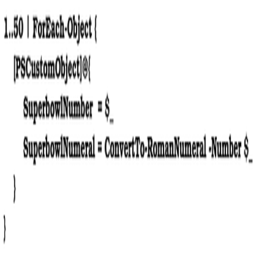 1..50 | ForEach-Object {
[PSCustomObject]@{
SuperbowlNumber = $_
SuperbowlNumeral = ConvertTo-RomanNumeral -Number $_
}
}